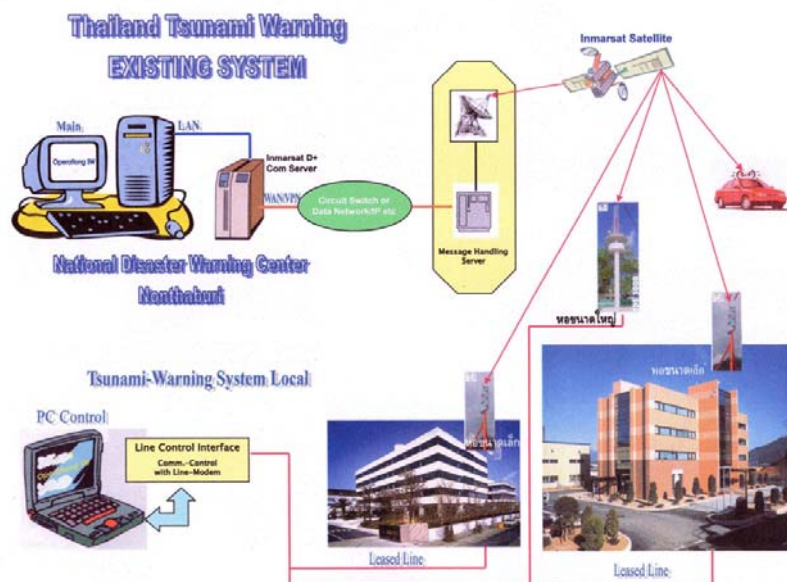 Thailand Tsunami Warning
EXISTING SYSTEM
Inmarsat Satellite
Main
LAN
Inmarsat D+
Com Server
WAN/VPN
Circuit Switch or
Data Network/IP etc
Message Handling
Server
National Disaster Warning Center
Nonthaburi
หอขนาดใหญ่
หอขนาดเล็ก
Tsunami-Warning System Local
PC Control
Line Control Interface
Comm.-Control
with Line-Modem
หอขนาดเล็ก
Leased Line
Leased Line